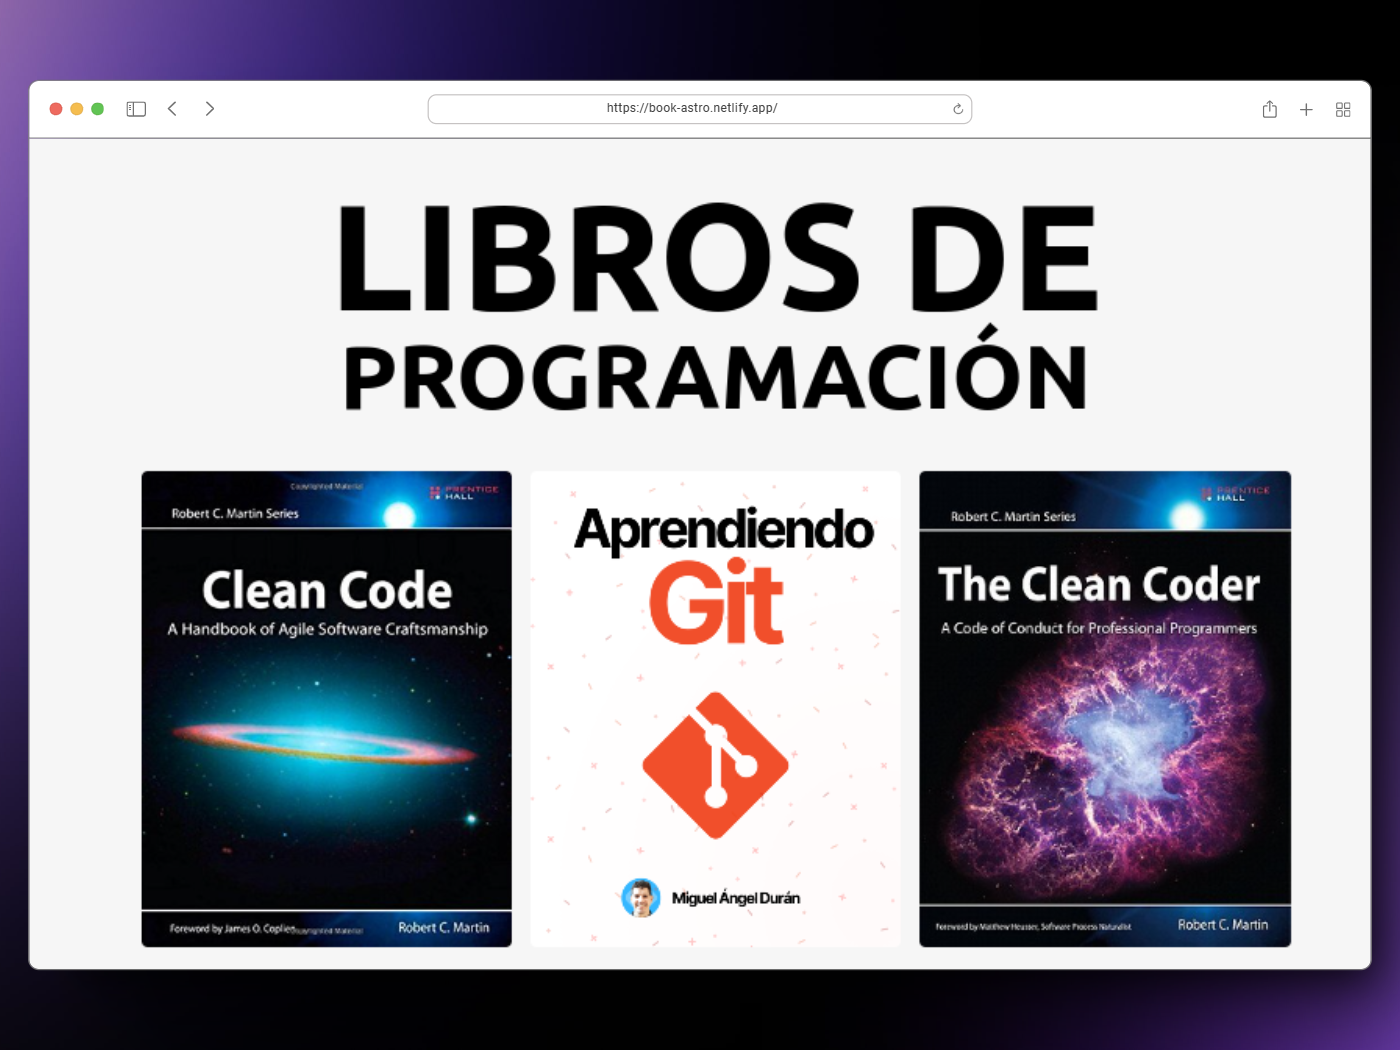 https://book-astro.netlify.app/
LIBROS DE
PROGRAMACIÓN
Copyrighted Material
PRENTICE
HALL
Robert C. Martin Series
Clean Code
A Handbook of Agile Software Craftsmanship
Foreword by James O. Coplien
Copyrighted Material
Robert C. Martin
Aprendiendo
Git
Miguel Ángel Durán
PRENTICE
HALL
Robert C. Martin Series
The Clean Coder
A Code of Conduct for Professional Programmers
Foreword by Matthew Heusser, Software Process Naturalist
Robert C. Martin